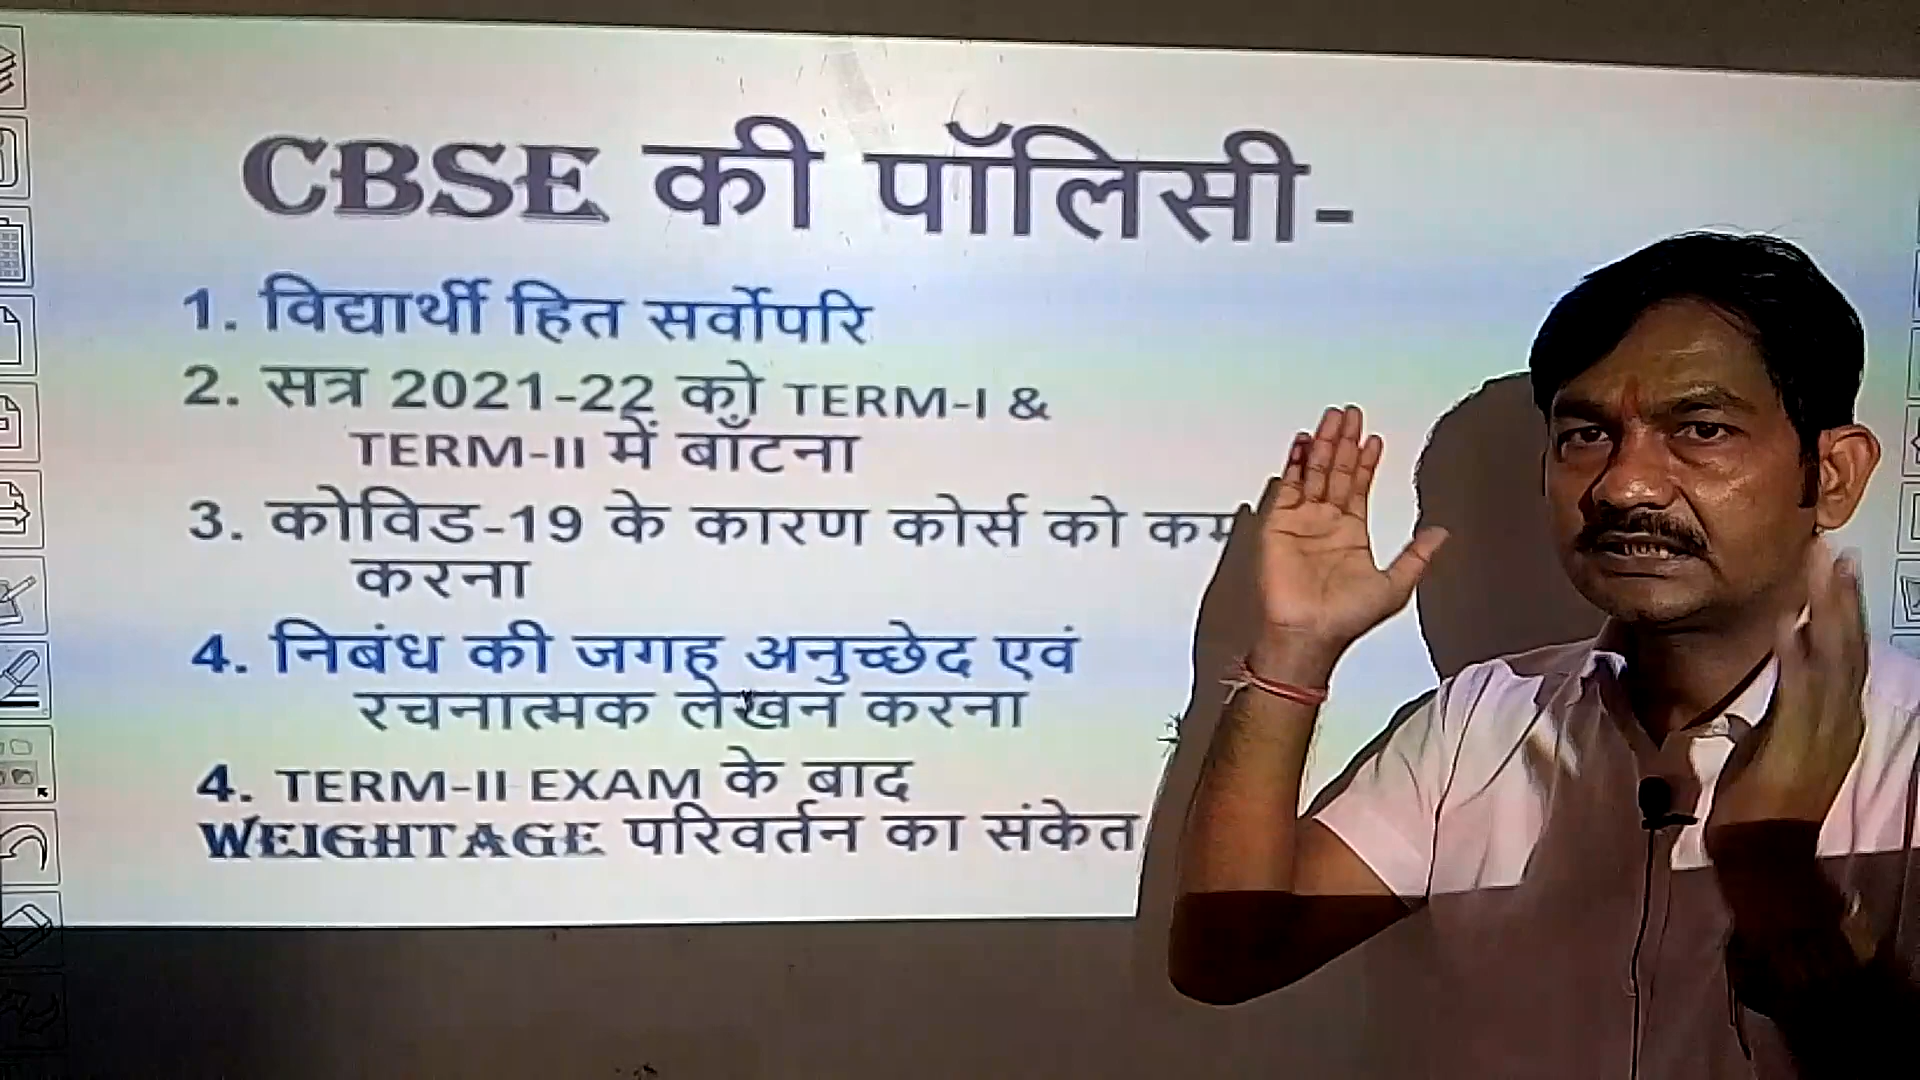 CBSE की पॉलिसी-
1. विद्यार्थी हित सर्वोपरि
2. सत्र 2021-22 को TERM-I &
TERM-II में बाँटना
3. कोविड-19 के कारण कोर्स को कम
करना
4. निबंध की जगह अनुच्छेद एवं
रचनात्मक लेखन करना
4. TERM-II EXAM के बाद
WEIGHTAGE परिवर्तन का संकेत